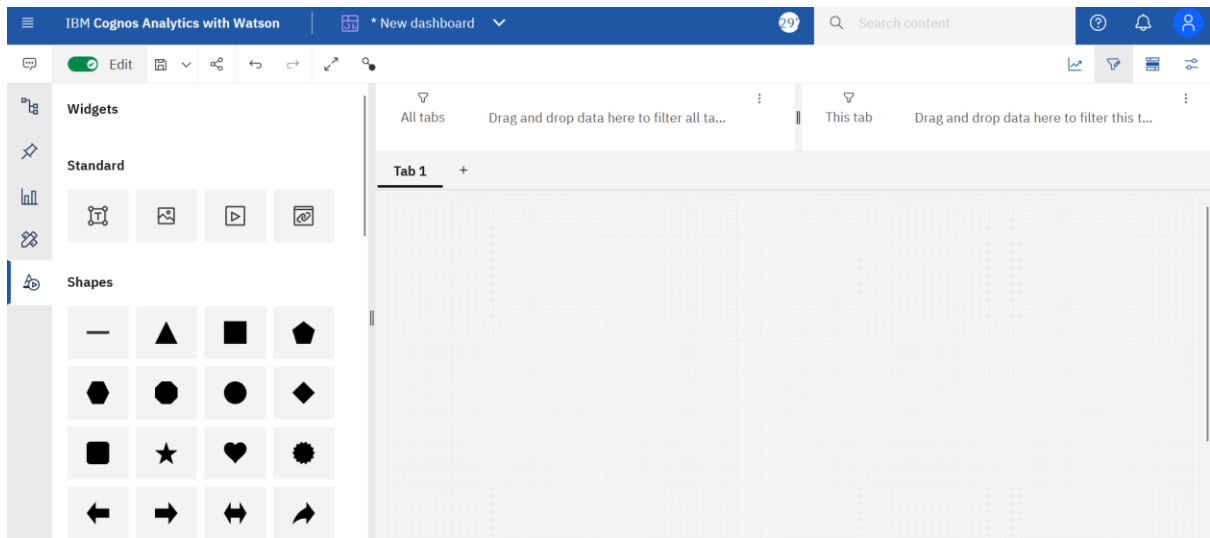 IBM Cognos Analytics with Watson
* New dashboard
29
Search content
Edit
Widgets
Standard
Shapes
All tabs
Drag and drop data here to filter all ta...
This tab
Drag and drop data here to filter this t...
Tab 1
+